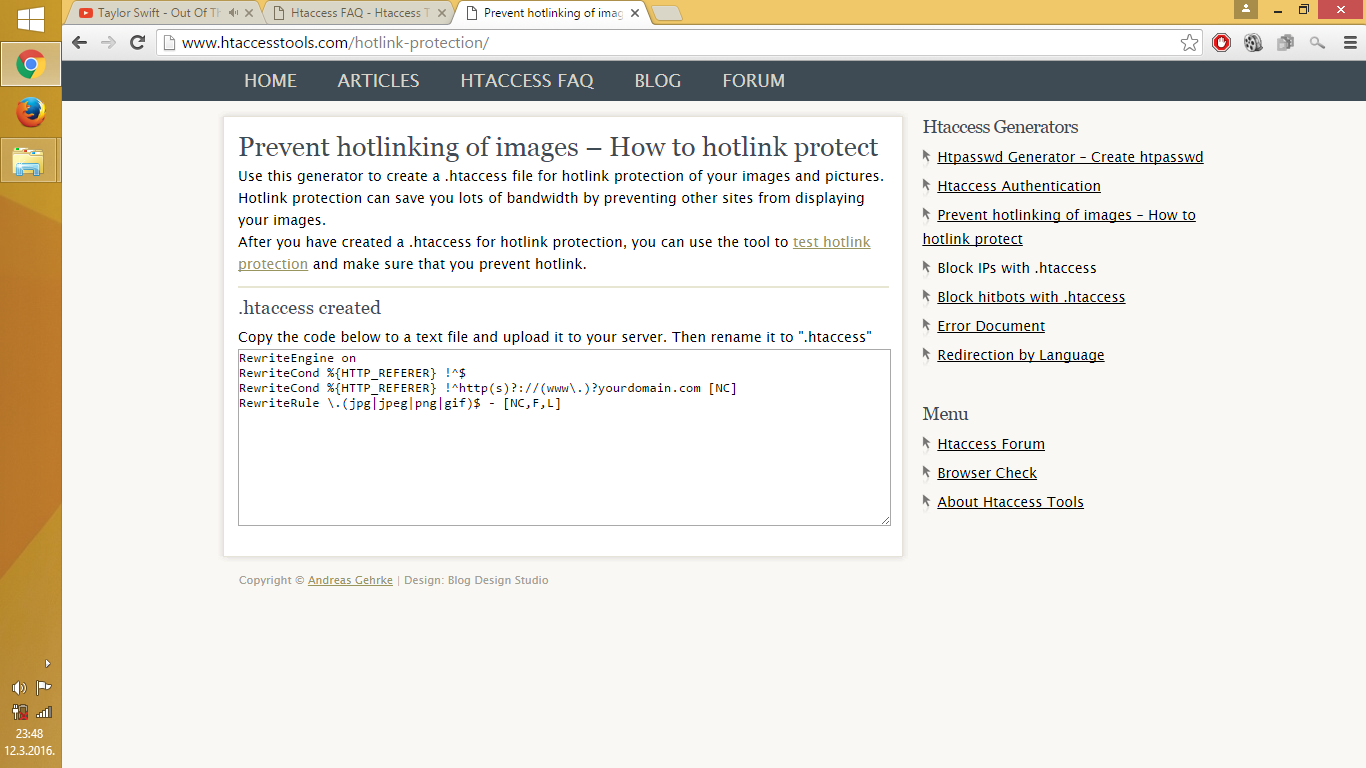 Taylor Swift - Out Of Th
Htaccess FAQ - Htaccess T
Prevent hotlinking of imag
www.htaccesstools.com/hotlink-protection/
HOME ARTICLES HTACCESS FAQ BLOG FORUM
Prevent hotlinking of images – How to hotlink protect
Use this generator to create a .htaccess file for hotlink protection of your images and pictures.
Hotlink protection can save you lots of bandwidth by preventing other sites from displaying
your images.
After you have created a .htaccess for hotlink protection, you can use the tool to test hotlink
protection and make sure that you prevent hotlink.
.htaccess created
Copy the code below to a text file and upload it to your server. Then rename it to ".htaccess"
RewriteEngine on
RewriteCond %{HTTP_REFERER} !^$
RewriteCond %{HTTP_REFERER} !^http(s)?://(www\.)?yourdomain.com [NC]
RewriteRule \.(jpg|jpeg|png|gif)$ - [NC,F,L]
Copyright © Andreas Gehrke | Design: Blog Design Studio
Htaccess Generators
Htpasswd Generator – Create htpasswd
Htaccess Authentication
Prevent hotlinking of images – How to
hotlink protect
Block IPs with .htaccess
Block hitbots with .htaccess
Error Document
Redirection by Language
Menu
Htaccess Forum
Browser Check
About Htaccess Tools
23:48
12.3.2016.